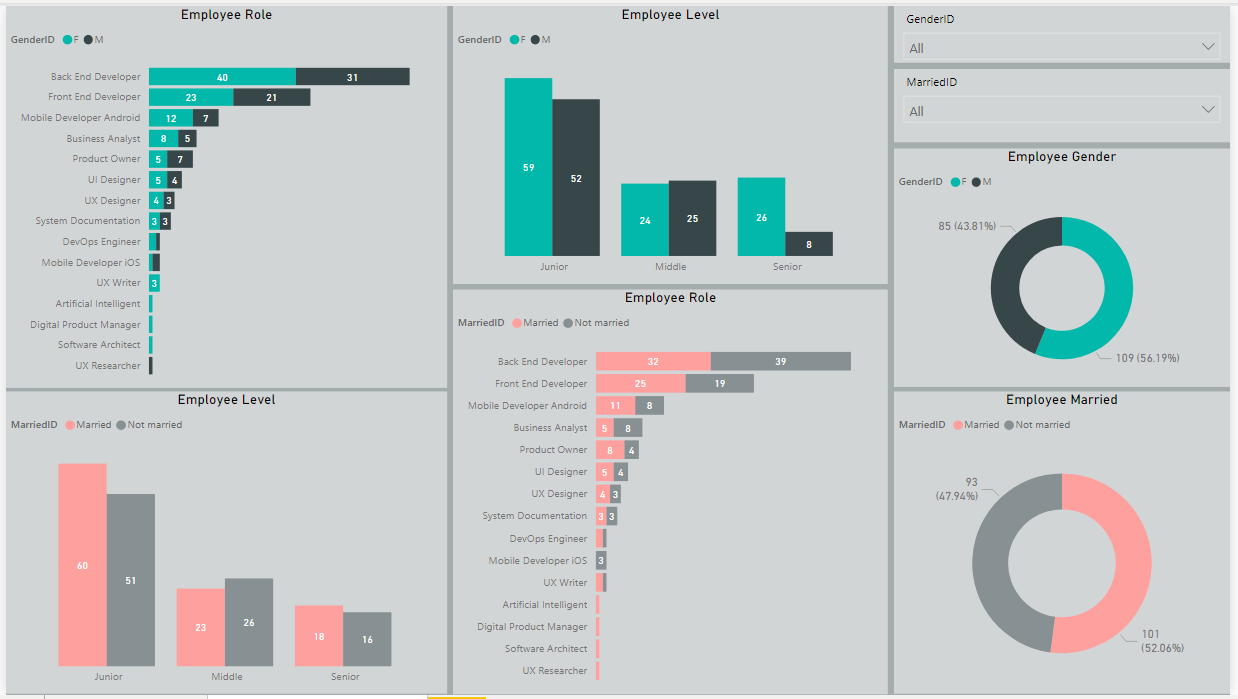 Employee Role
GenderID F M
Back End Developer 40 31
Front End Developer 23 21
Mobile Developer Android 12 7
Business Analyst 8 5
Product Owner 5 7
UI Designer 5 4
UX Designer 4 3
System Documentation 3 3
DevOps Engineer
Mobile Developer iOS
UX Writer 3
Artificial Intelligent
Digital Product Manager
Software Architect
UX Researcher
Employee Level
GenderID F M
59 52 24 25 26 8
Junior Middle Senior
GenderID
All
MarriedID
All
Employee Gender
GenderID F M
85 (43.81%)
109 (56.19%)
Employee Level
MarriedID Married Not married
60 51 23 26 18 16
Junior Middle Senior
Employee Role
MarriedID Married Not married
Back End Developer 32 39
Front End Developer 25 19
Mobile Developer Android 11 8
Business Analyst 5 8
Product Owner 8 4
UI Designer 5 4
UX Designer 4 3
System Documentation 3 3
DevOps Engineer
Mobile Developer iOS 3
UX Writer
Artificial Intelligent
Digital Product Manager
Software Architect
UX Researcher
Employee Married
MarriedID Married Not married
93
(47.94%)
101
(52.06%)